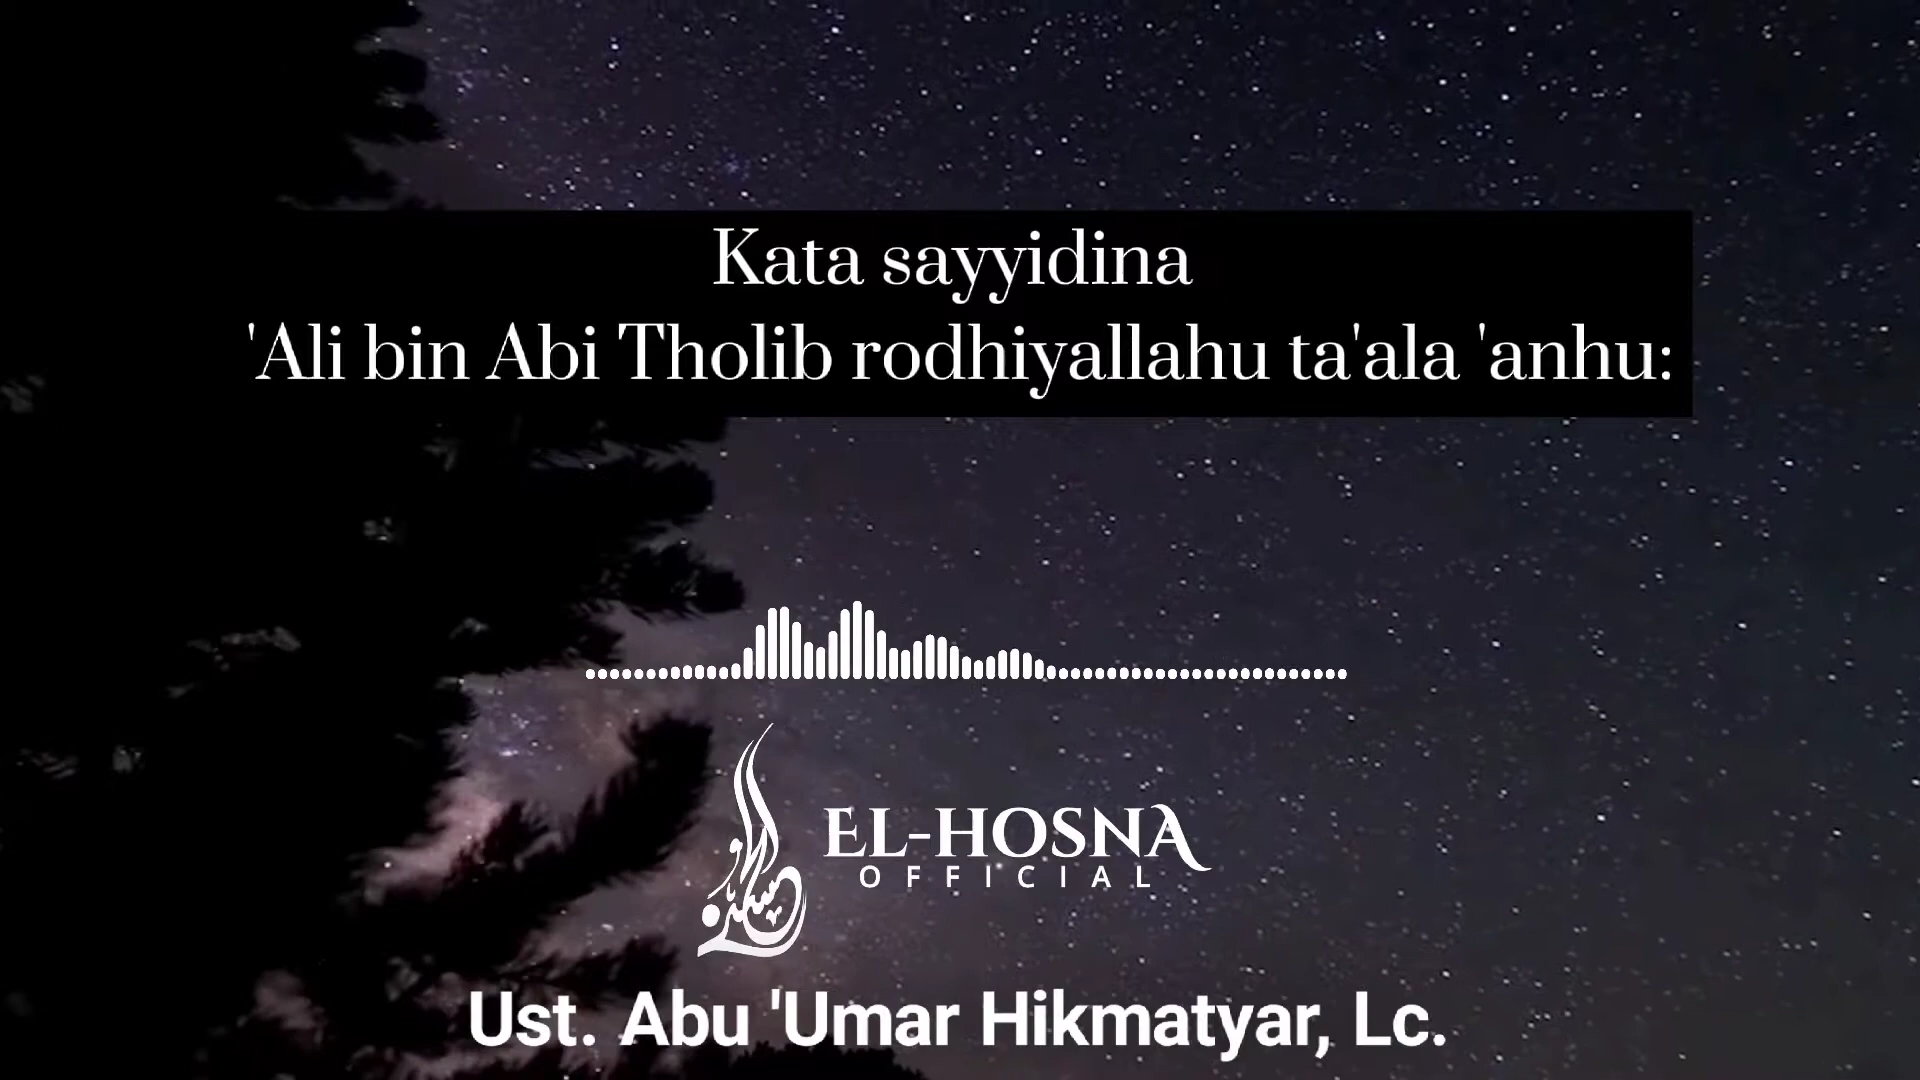 Kata sayyidina
'Ali bin Abi Tholib rodhiyallahu ta'ala 'anhu:
EL-HOSNA
OFFICIAL
Ust. Abu 'Umar Hikmatyar, Lc.